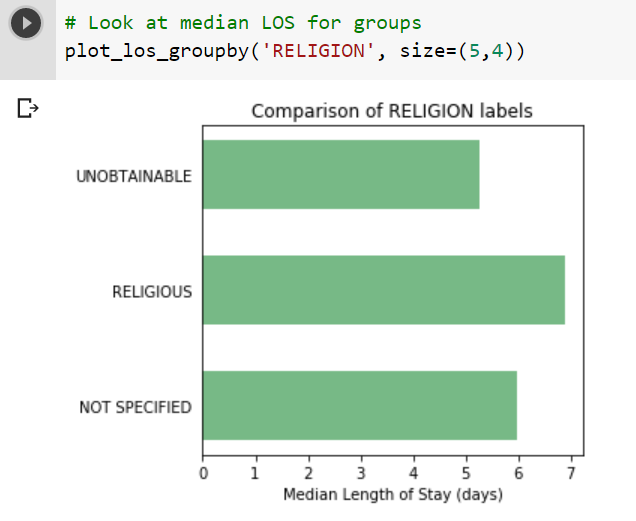 # Look at median LOS for groups
plot_los_groupby('RELIGION', size=(5,4))
Comparison of RELIGION labels
UNOBTAINABLE
RELIGIOUS
NOT SPECIFIED
0 1 2 3 4 5 6 7
Median Length of Stay (days)